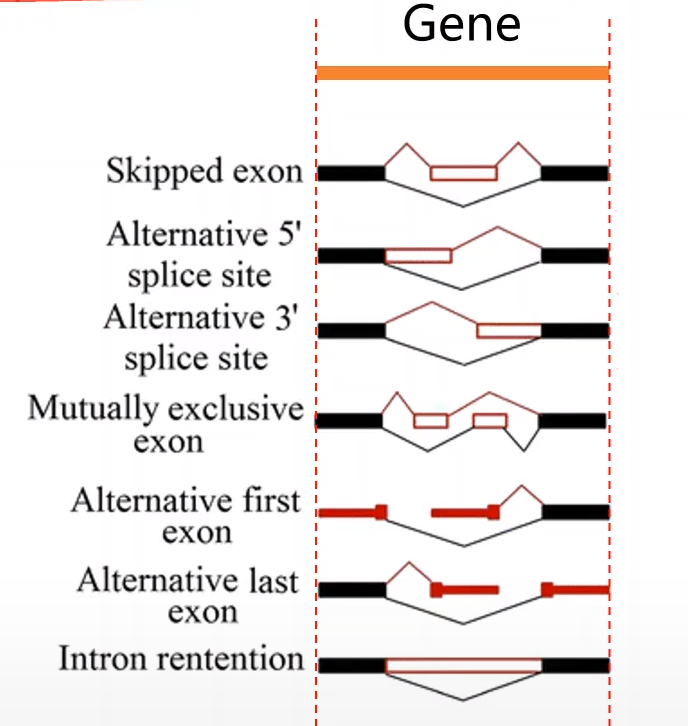 Gene
Skipped exon
Alternative 5'
splice site
Alternative 3'
splice site
Mutually exclusive
exon
Alternative first
exon
Alternative last
exon
Intron rentention